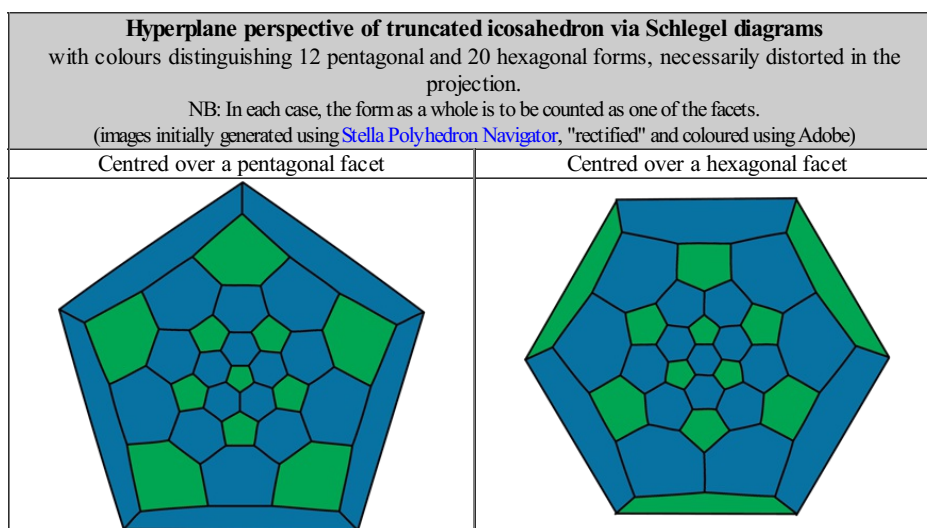 Hyperplane perspective of truncated icosahedron via Schlegel diagrams
with colours distinguishing 12 pentagonal and 20 hexagonal forms, necessarily distorted in the
projection.
NB: In each case, the form as a whole is to be counted as one of the facets.
(images initially generated using Stella Polyhedron Navigator, "rectified" and coloured using Adobe)
Centred over a pentagonal facet
Centred over a hexagonal facet